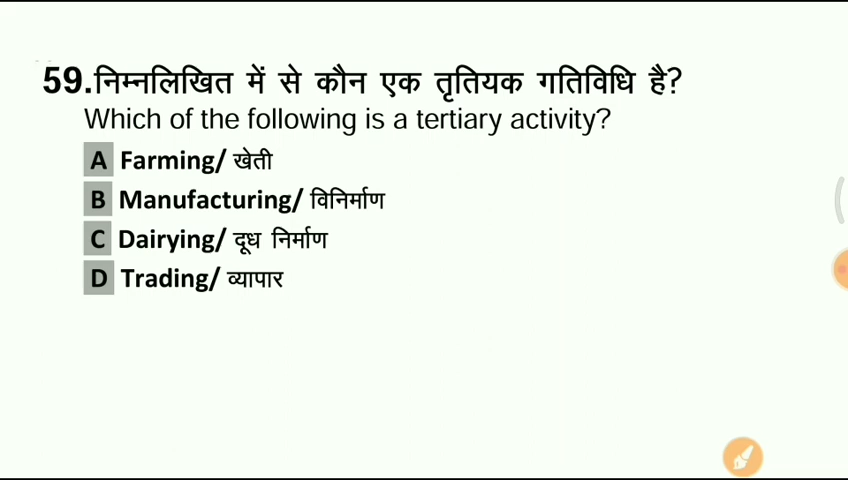 59.निम्नलिखित में से कौन एक तृतियक गतिविधि है?
Which of the following is a tertiary activity?
A Farming/ खेती
B Manufacturing/ विनिर्माण
C Dairying/ दूध निर्माण
D Trading/ व्यापार